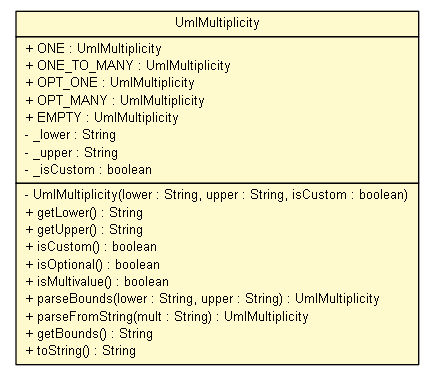 UmlMultiplicity
+ ONE : UmlMultiplicity
+ ONE_TO_MANY : UmlMultiplicity
+ OPT_ONE : UmlMultiplicity
+ OPT_MANY : UmlMultiplicity
+ EMPTY : UmlMultiplicity
- _lower : String
- _upper : String
- _isCustom : boolean
- UmlMultiplicity(lower : String, upper : String, isCustom : boolean)
+ getLower() : String
+ getUpper() : String
+ isCustom() : boolean
+ isOptional() : boolean
+ isMultivalue() : boolean
+ parseBounds(lower : String, upper : String) : UmlMultiplicity
+ parseFromString(mult : String) : UmlMultiplicity
+ getBounds() : String
+ toString() : String